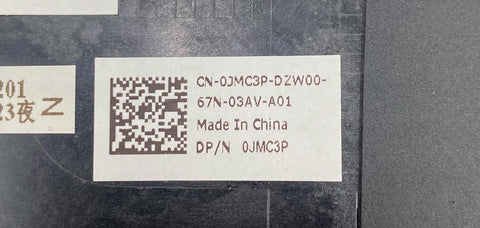 201
23夜 Z
CN-0JMC3P-DZW00-
67N-03AV-A01
Made In China
DP/N 0JMC3P